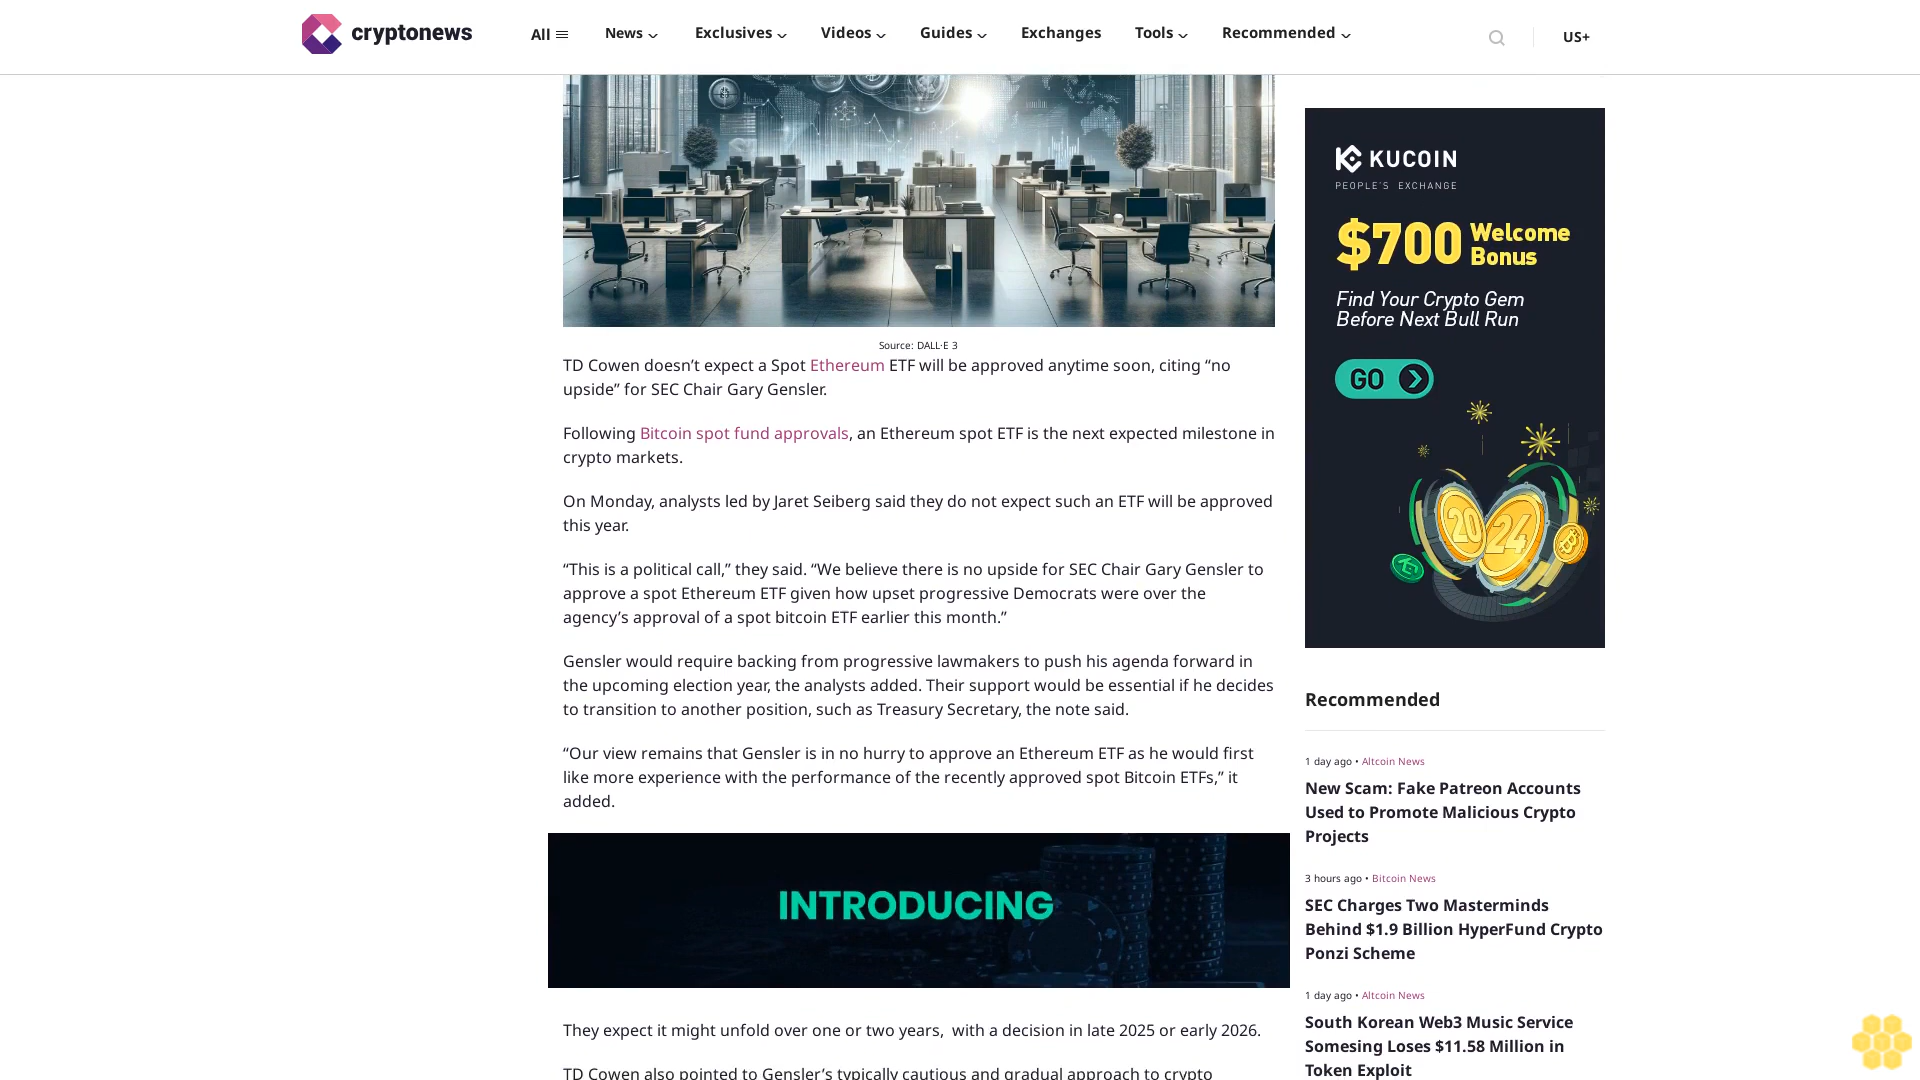 cryptonews
All
News
Exclusives
Videos
Guides
Exchanges
Tools
Recommended
US+
Source: DALL·E 3
TD Cowen doesn’t expect a Spot Ethereum ETF will be approved anytime soon, citing “no
upside” for SEC Chair Gary Gensler.
Following Bitcoin spot fund approvals, an Ethereum spot ETF is the next expected milestone in
crypto markets.
On Monday, analysts led by Jaret Seiberg said they do not expect such an ETF will be approved
this year.
“This is a political call,” they said. “We believe there is no upside for SEC Chair Gary Gensler to
approve a spot Ethereum ETF given how upset progressive Democrats were over the
agency’s approval of a spot bitcoin ETF earlier this month.”
Gensler would require backing from progressive lawmakers to push his agenda forward in
the upcoming election year, the analysts added. Their support would be essential if he decides
to transition to another position, such as Treasury Secretary, the note said.
“Our view remains that Gensler is in no hurry to approve an Ethereum ETF as he would first
like more experience with the performance of the recently approved spot Bitcoin ETFs,” it
added.
INTRODUCING
They expect it might unfold over one or two years,  with a decision in late 2025 or early 2026.
TD Cowen also pointed to Gensler’s typically cautious and gradual approach to crypto
KUCOIN
PEOPLE'S EXCHANGE
$700 Welcome
Bonus
Find Your Crypto Gem
Before Next Bull Run
GO
20 24
Recommended
1 day ago • Altcoin News
New Scam: Fake Patreon Accounts
Used to Promote Malicious Crypto
Projects
3 hours ago • Bitcoin News
SEC Charges Two Masterminds
Behind $1.9 Billion HyperFund Crypto
Ponzi Scheme
1 day ago • Altcoin News
South Korean Web3 Music Service
Somesing Loses $11.58 Million in
Token Exploit